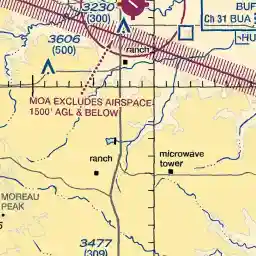 3230
(300)
BUF
Ch 31 BUA
HU
ranch
3606
(500)
MOA EXCLUDES AIRSPACE
1500' AGL & BELOW
ranch
microwave
tower
MOREAU
PEAK
3477
(309)